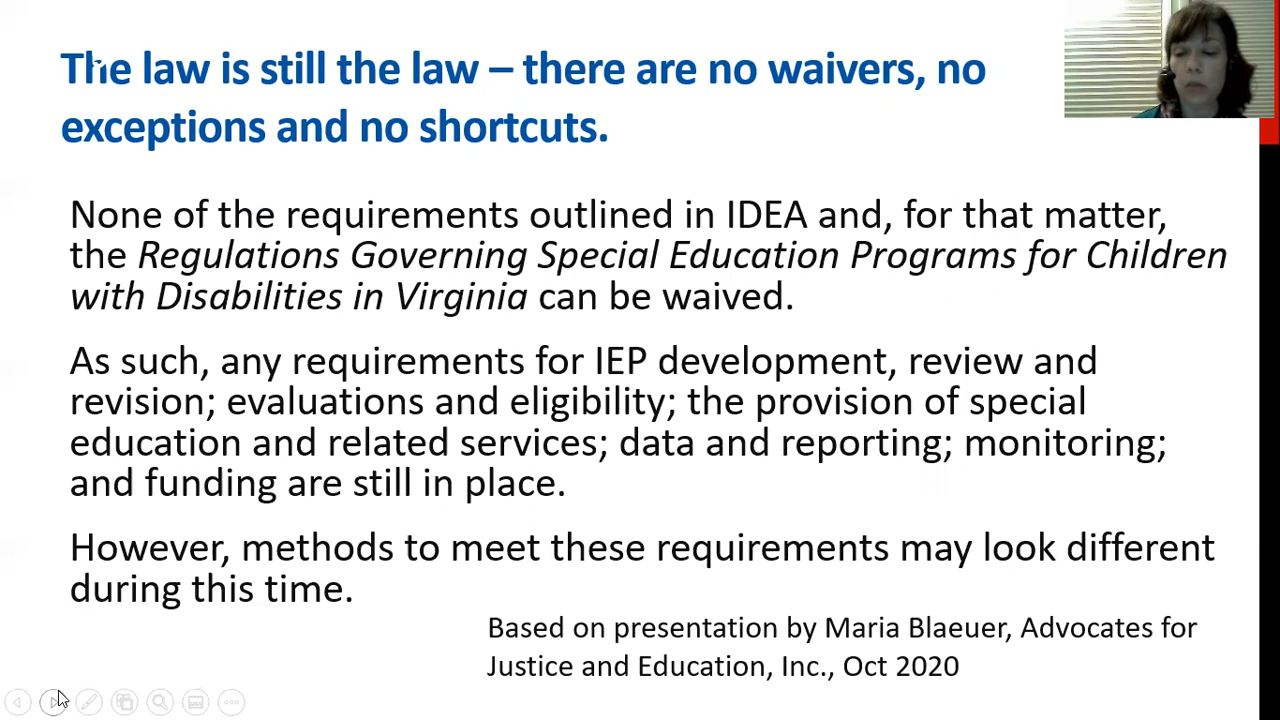 The law is still the law – there are no waivers, no
exceptions and no shortcuts.
None of the requirements outlined in IDEA and, for that matter,
the Regulations Governing Special Education Programs for Children
with Disabilities in Virginia can be waived.
As such, any requirements for IEP development, review and
revision; evaluations and eligibility; the provision of special
education and related services; data and reporting; monitoring;
and funding are still in place.
However, methods to meet these requirements may look different
during this time.
Based on presentation by Maria Blaeuer, Advocates for
Justice and Education, Inc., Oct 2020